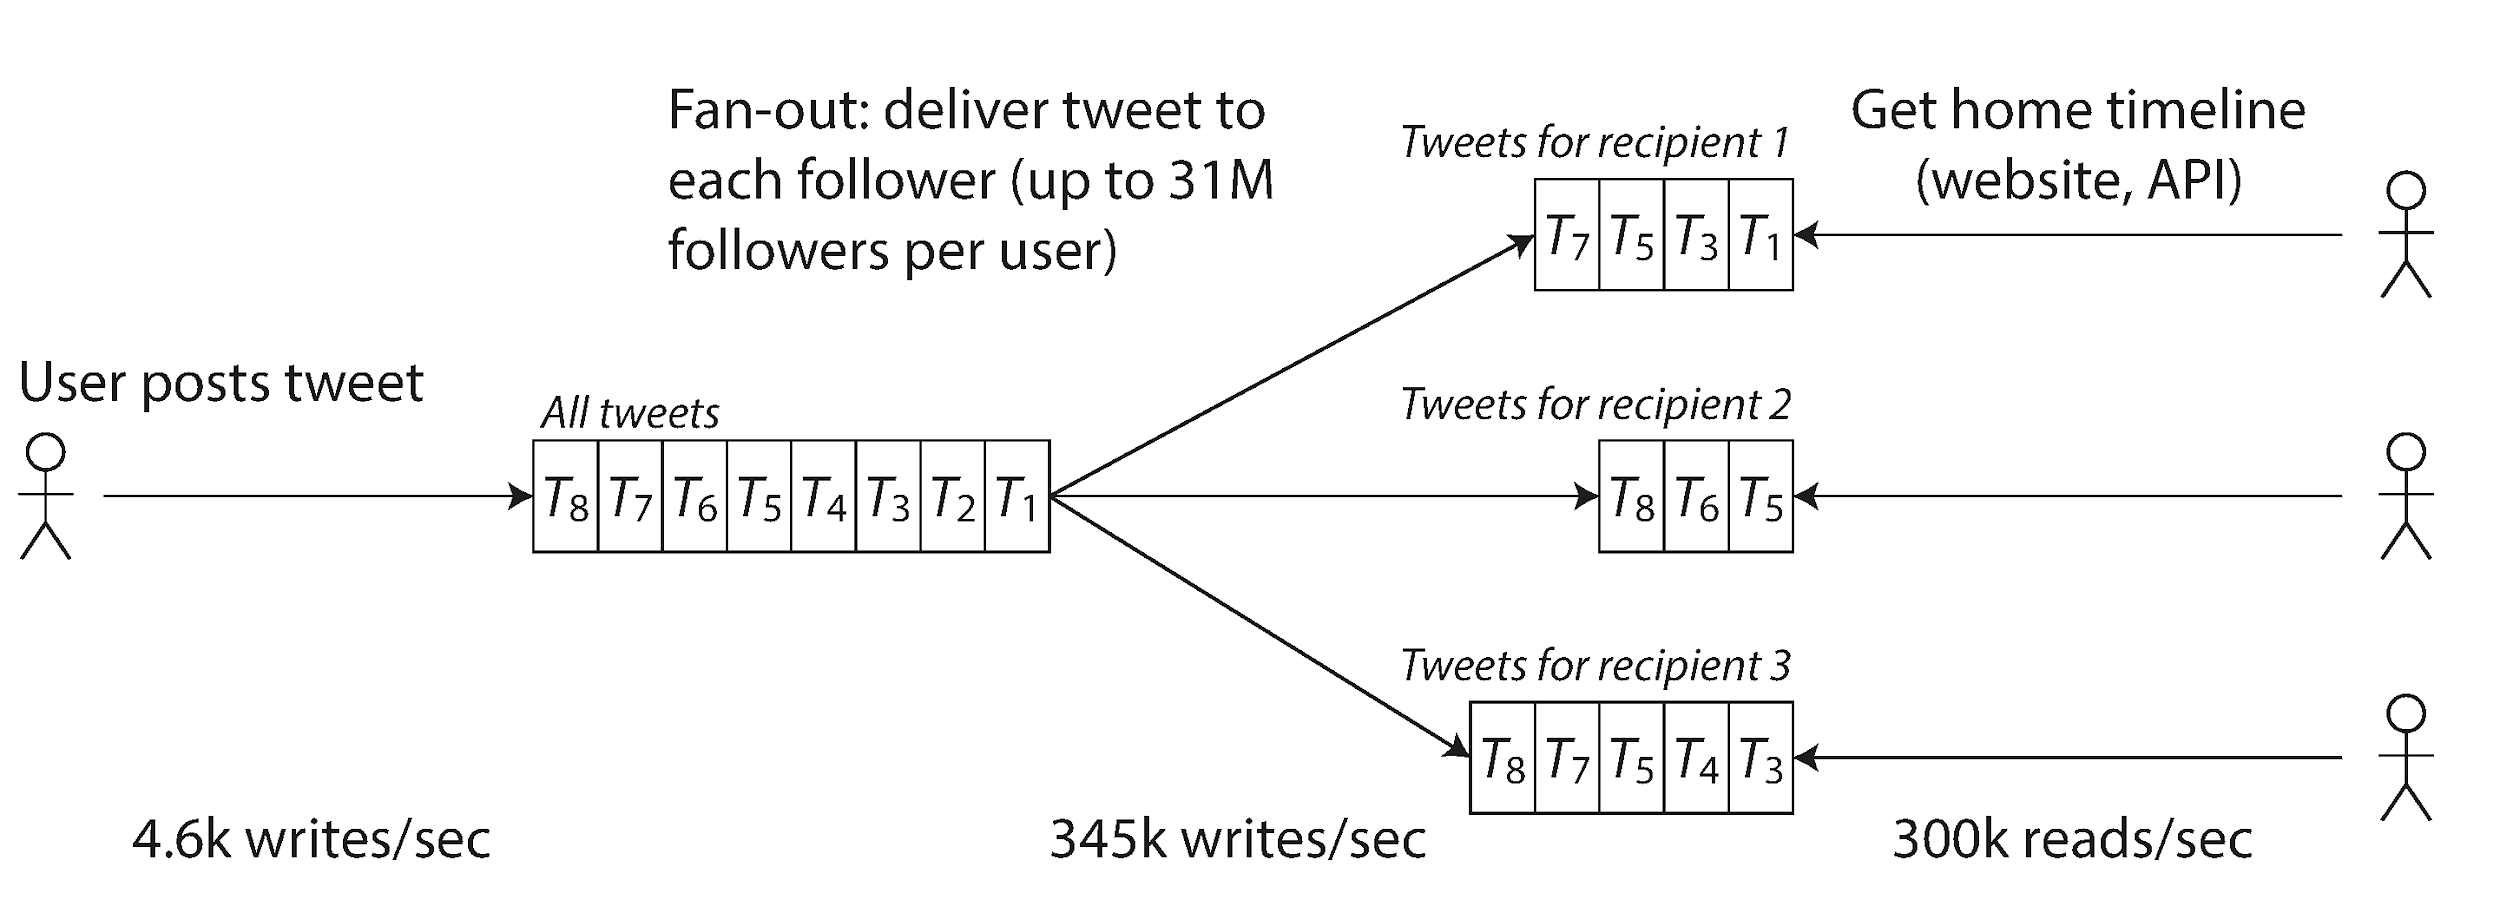 Fan-out: deliver tweet to
each follower (up to 31M
followers per user)
Tweets for recipient 1
T7 T5 T3 T1
Get home timeline
(website, API)
User posts tweet
All tweets
T8 T7 T6 T5 T4 T3 T2 T1
Tweets for recipient 2
T8 T6 T5
Tweets for recipient 3
T8 T7 T5 T4 T3
4.6k writes/sec
345k writes/sec
300k reads/sec